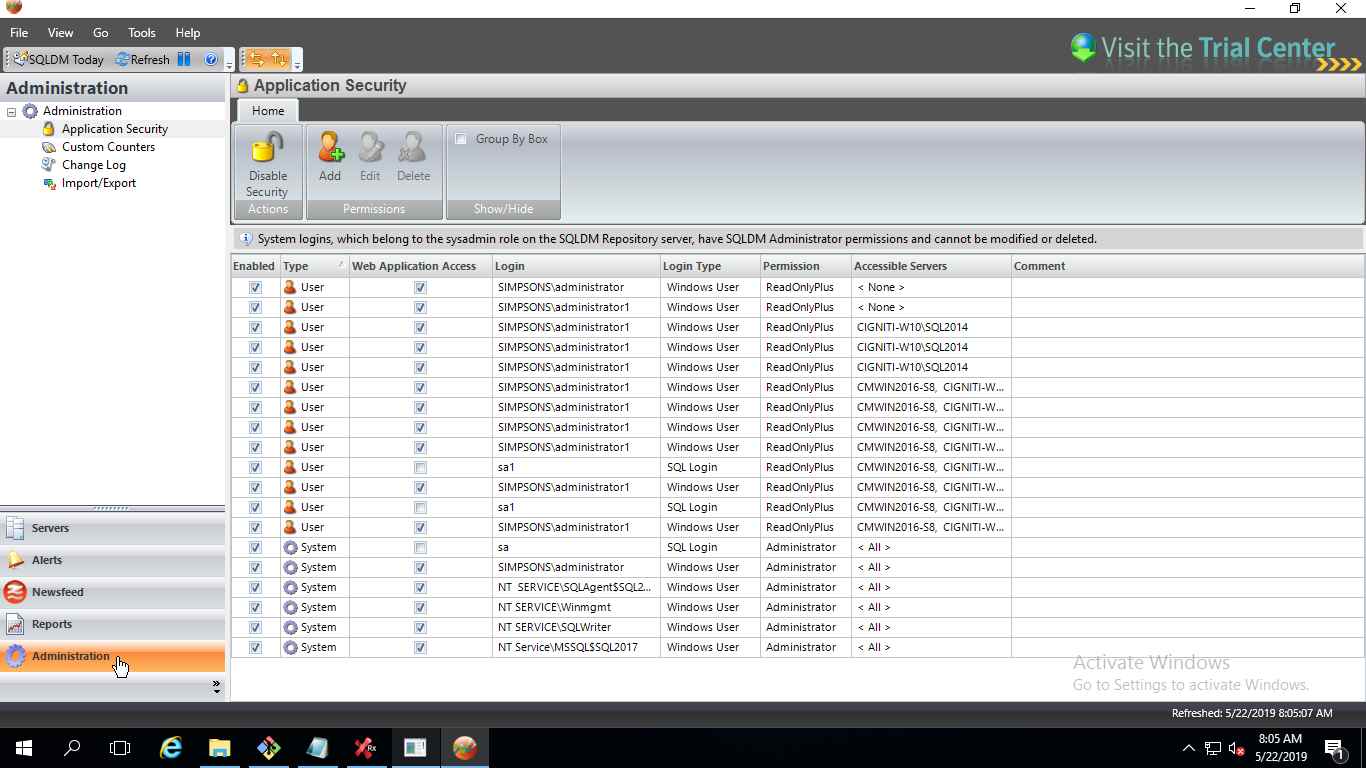 File View Go Tools Help
SQLDM Today Refresh
Visit the Trial Center
Administration
Application Security
Administration
Application Security
Custom Counters
Change Log
Import/Export
Home
Disable Security
Add Edit Delete
Group By Box
Actions Permissions Show/Hide
System logins, which belong to the sysadmin role on the SQLDM Repository server, have SQLDM Administrator permissions and cannot be modified or deleted.
Enabled Type Web Application Access Login Login Type Permission Accessible Servers Comment
User SIMPSONS\administrator Windows User ReadOnlyPlus < None >
User SIMPSONS\administrator1 Windows User ReadOnlyPlus < None >
User SIMPSONS\administrator1 Windows User ReadOnlyPlus CIGNITI-W10\SQL2014
User SIMPSONS\administrator1 Windows User ReadOnlyPlus CIGNITI-W10\SQL2014
User SIMPSONS\administrator1 Windows User ReadOnlyPlus CIGNITI-W10\SQL2014
User SIMPSONS\administrator1 Windows User ReadOnlyPlus CMWIN2016-S8, CIGNITI-W...
User SIMPSONS\administrator1 Windows User ReadOnlyPlus CMWIN2016-S8, CIGNITI-W...
User SIMPSONS\administrator1 Windows User ReadOnlyPlus CMWIN2016-S8, CIGNITI-W...
User SIMPSONS\administrator1 Windows User ReadOnlyPlus CMWIN2016-S8, CIGNITI-W...
User sa1 SQL Login ReadOnlyPlus CMWIN2016-S8, CIGNITI-W...
User SIMPSONS\administrator1 Windows User ReadOnlyPlus CMWIN2016-S8, CIGNITI-W...
User sa1 SQL Login ReadOnlyPlus CMWIN2016-S8, CIGNITI-W...
User SIMPSONS\administrator1 Windows User ReadOnlyPlus CMWIN2016-S8, CIGNITI-W...
System sa SQL Login Administrator < All >
System SIMPSONS\administrator Windows User Administrator < All >
System NT SERVICE\SQLAgent$SQL2... Windows User Administrator < All >
System NT SERVICE\Winmgmt Windows User Administrator < All >
System NT SERVICE\SQLWriter Windows User Administrator < All >
System NT Service\MSSQL$SQL2017 Windows User Administrator < All >
Servers
Alerts
Newsfeed
Reports
Administration
Activate Windows
Go to Settings to activate Windows.
Refreshed: 5/22/2019 8:05:07 AM
Rx
8:05 AM
5/22/2019
1